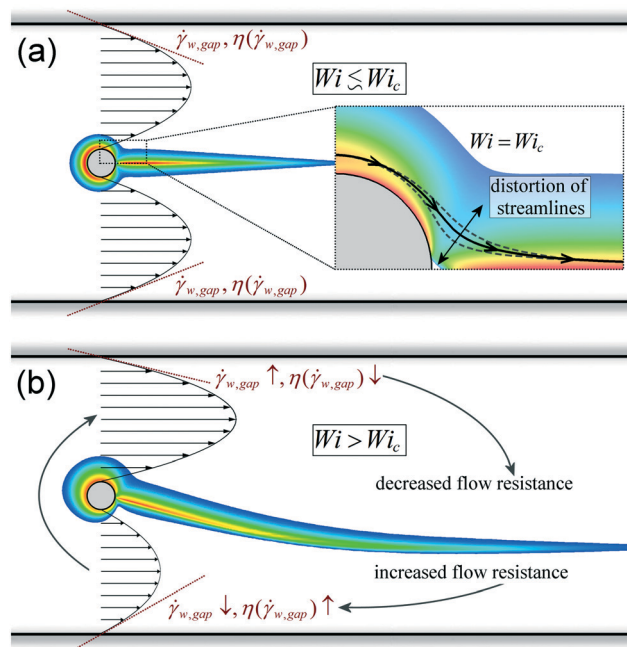 (a)
γ̇w,gap, η(γ̇w,gap)
Wi ≲ Wic
Wi = Wic
distortion of
streamlines
γ̇w,gap, η(γ̇w,gap)
(b)
γ̇w,gap ↑, η(γ̇w,gap) ↓
Wi > Wic
decreased flow resistance
increased flow resistance
γ̇w,gap ↓, η(γ̇w,gap) ↑